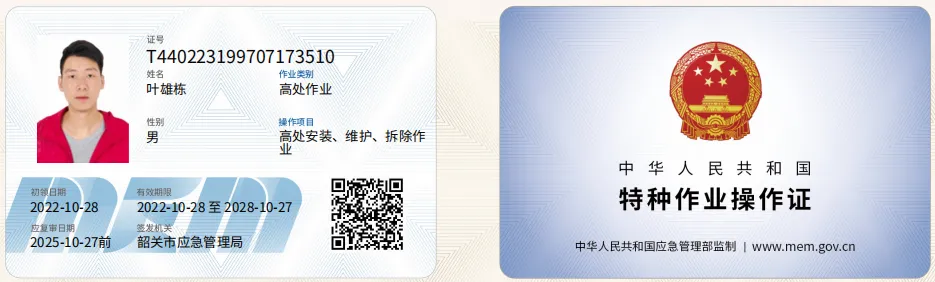 证号
T440223199707173510
姓名
作业类别
叶雄栋
高处作业
性别
操作项目
男
高处安装、维护、拆除作
业
初领日期
有效期限
2022-10-28
2022-10-28 至 2028-10-27
应复审日期
签发机关
2025-10-27前
韶关市应急管理局
MEM
中华人民共和国
特种作业操作证
中华人民共和国应急管理部监制 | www.mem.gov.cn